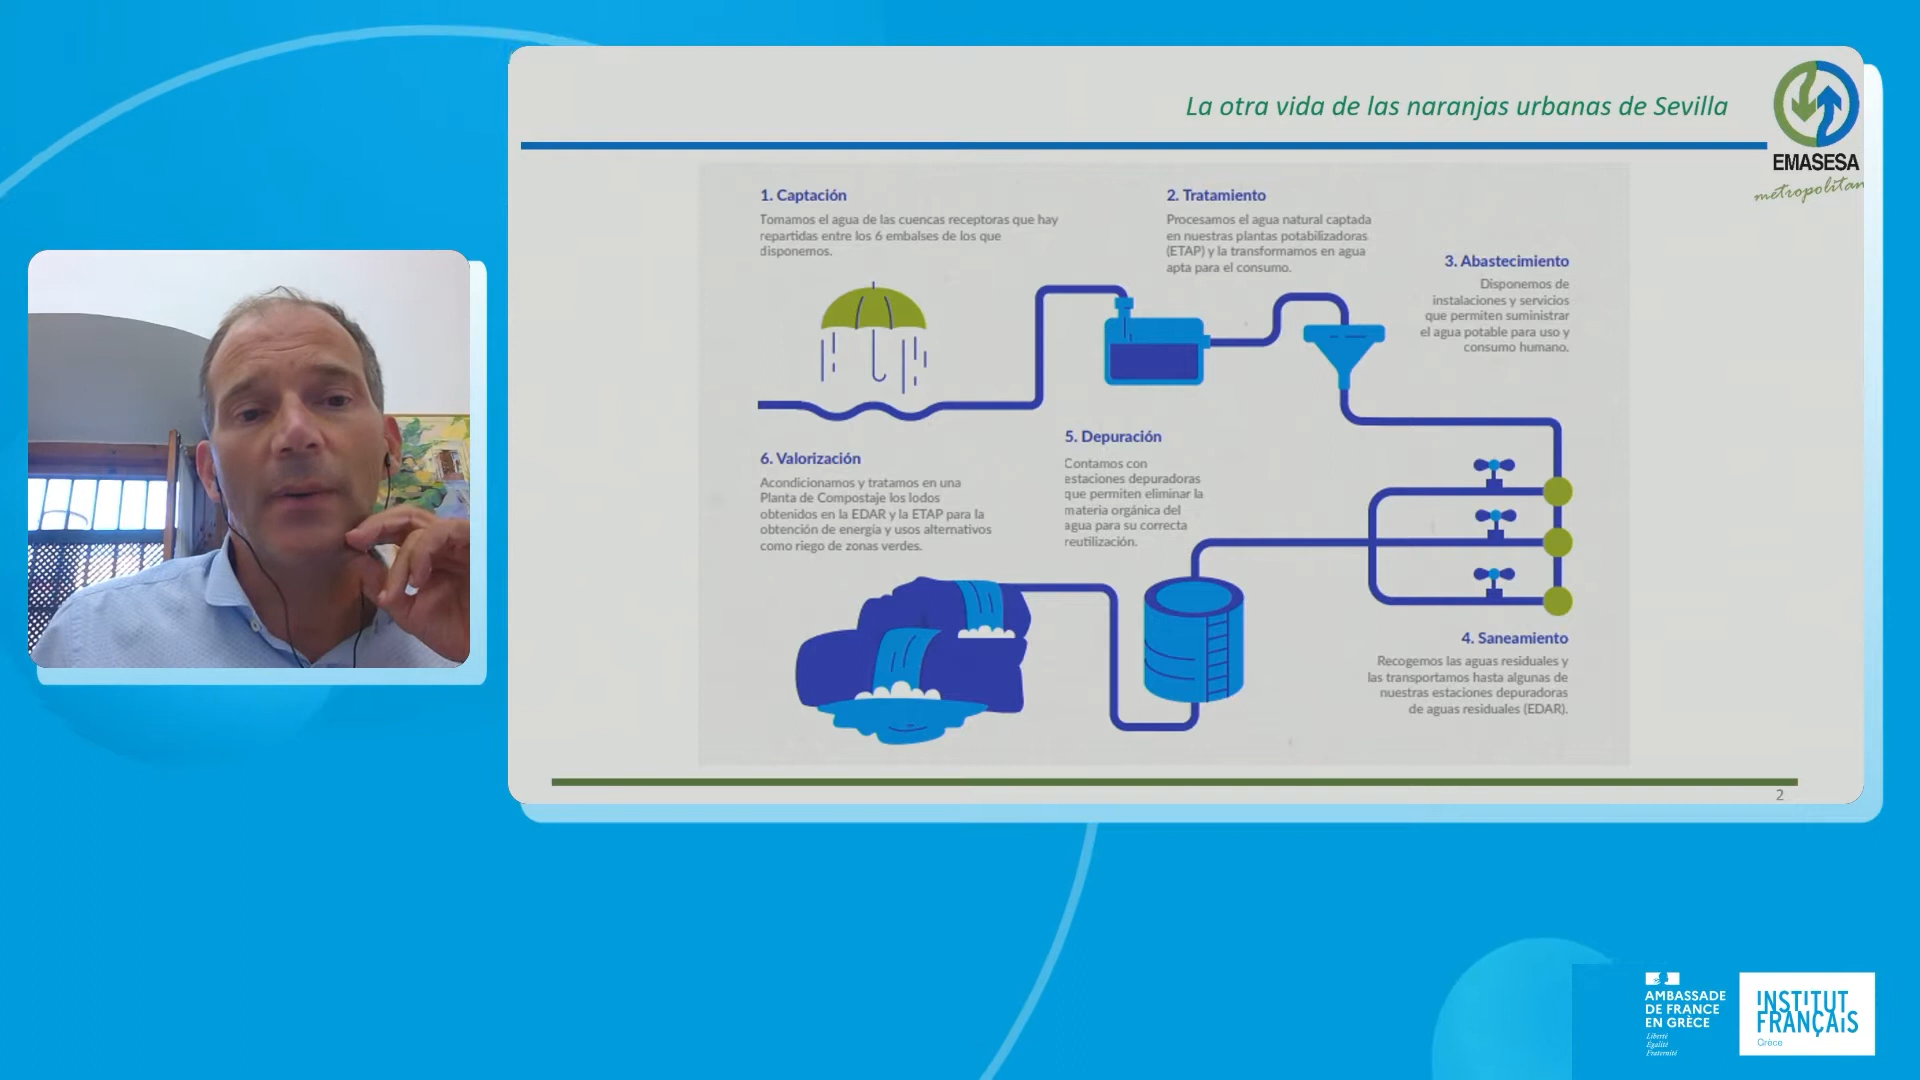 La otra vida de las naranjas urbanas de Sevilla
EMASESA
metropolitan
1. Captación
Tomamos el agua de las cuencas receptoras que hay
repartidas entre los 6 embalses de los que
disponemos.
2. Tratamiento
Procesamos el agua natural captada
en nuestras plantas potabilizadoras
(ETAP) y la transformamos en agua
apta para el consumo.
3. Abastecimiento
Disponemos de
instalaciones y servicios
que permiten suministrar
el agua potable para uso y
consumo humano.
4. Saneamiento
Recogemos las aguas residuales y
las transportamos hasta algunas de
nuestras estaciones depuradoras
de aguas residuales (EDAR).
5. Depuración
Contamos con
estaciones depuradoras
que permiten eliminar la
materia orgánica del
agua para su correcta
reutilización.
6. Valorización
Acondicionamos y tratamos en una
Planta de Compostaje los lodos
obtenidos en la EDAR y la ETAP para la
obtención de energía y usos alternativos
como riego de zonas verdes.
2
AMBASSADE
DE FRANCE
EN GRÈCE
Liberté
Égalité
Fraternité
INSTITUT
FRANÇAIS
Grèce